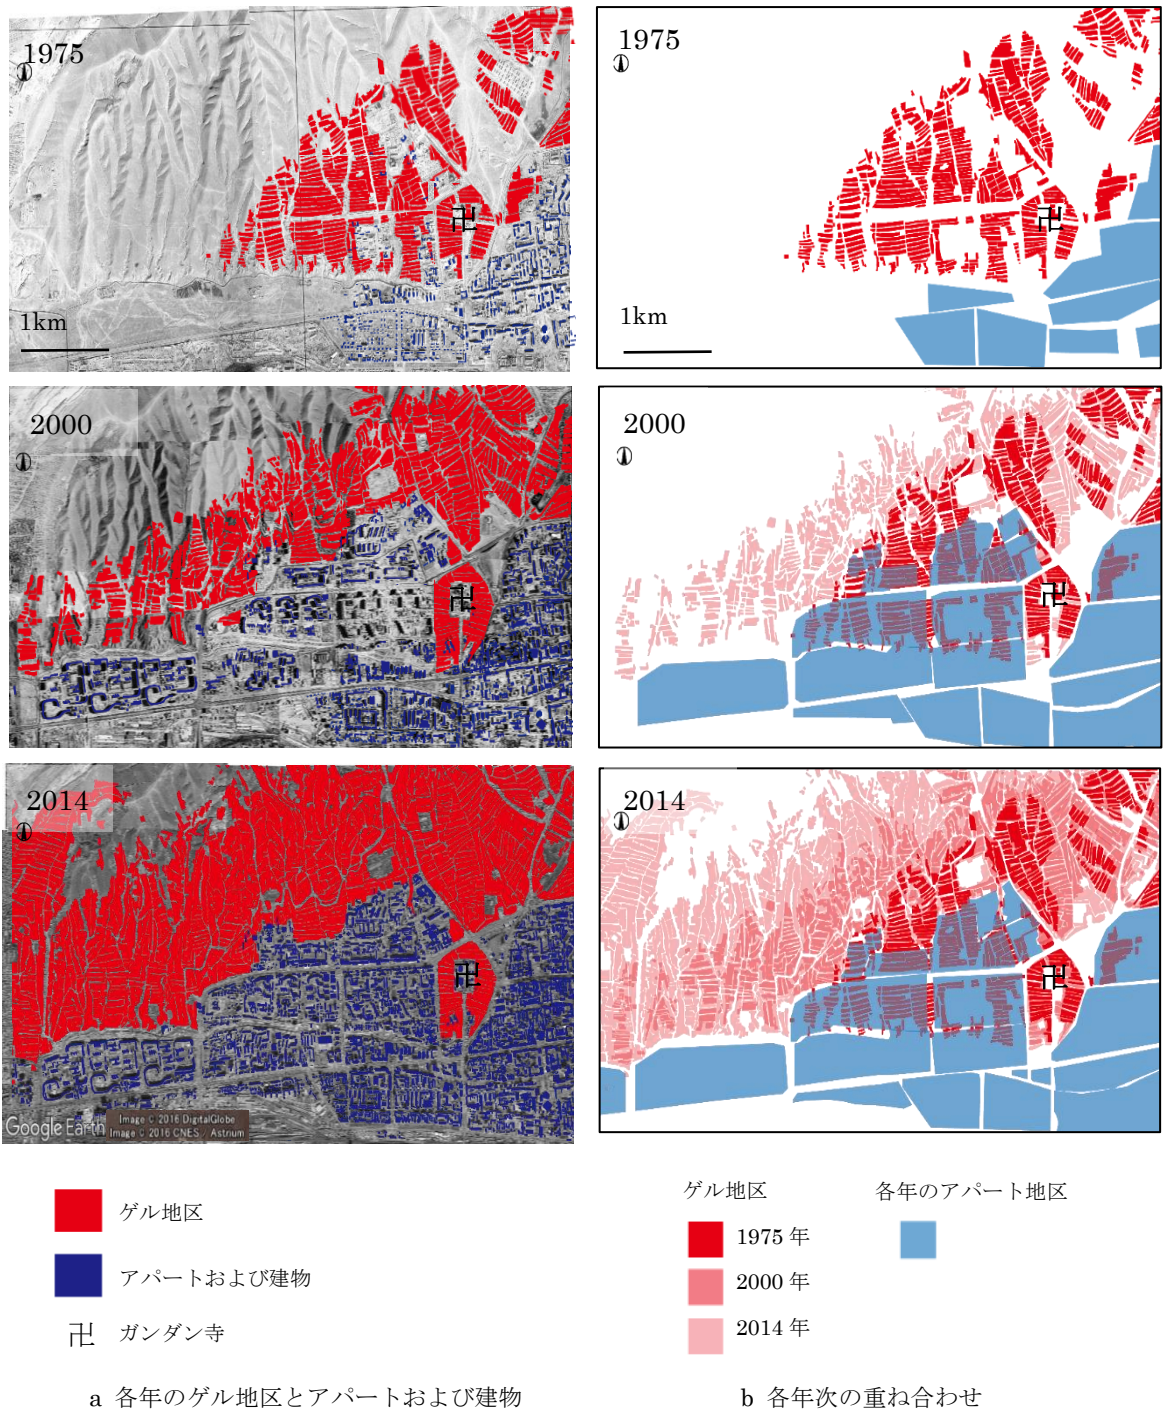 1975
1km
1975
1km
2000
2000
2014
Google Earth
Image © 2016 DigitalGlobe
Image © 2016 CNES / Astrium
2014
ゲル地区
アパートおよび建物
卍 ガンダン寺
ゲル地区
1975 年
2000 年
2014 年
各年のアパート地区
a 各年のゲル地区とアパートおよび建物
b 各年次の重ね合わせ